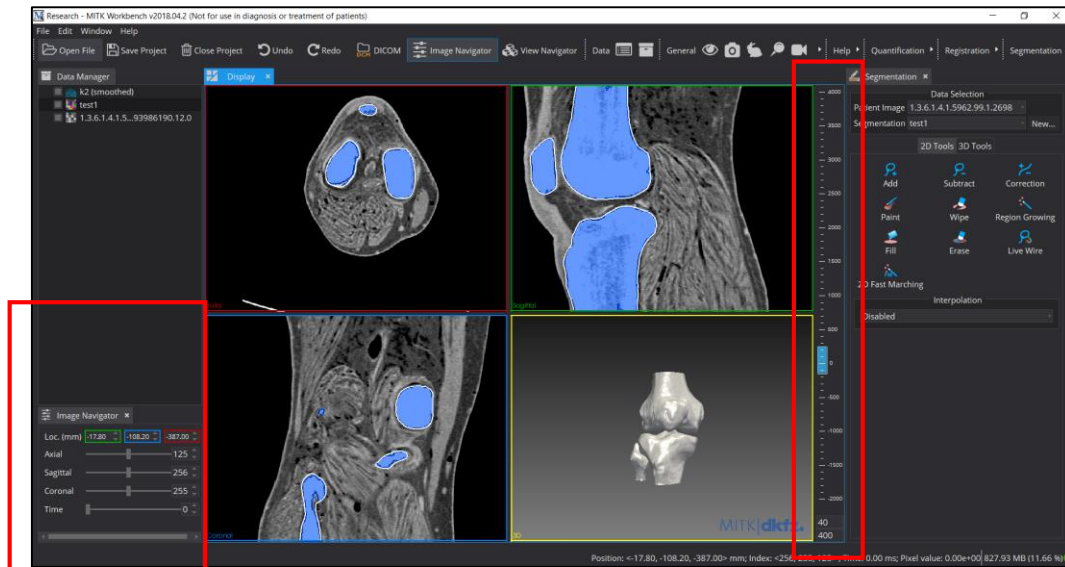 Research - MITK Workbench v2018.04.2 (Not for use in diagnosis or treatment of patients)
File Edit Window Help
Open File Save Project Close Project Undo Redo DICOM Image Navigator View Navigator Data General Help Quantification Registration Segmentation
Data Manager
Display
Segmentation
k2 (smoothed)
test1
1.3.6.1.4.1.5...93986190.12.0
Data Selection
Patient Image 1.3.6.1.4.1.5962.99.1.2698
Segmentation test1 New...
2D Tools 3D Tools
Add Subtract Correction
Paint Wipe Region Growing
Fill Erase Live Wire
2D Fast Marching
Interpolation
Disabled
4000
3500
3000
2500
2000
1500
1000
500
0
-500
-1000
-1500
-2000
40
400
Axial
Sagittal
Image Navigator
Loc. (mm) -17.80 -108.20 -387.00
Axial 125
Sagittal 256
Coronal 255
Time 0
Coronal
3D
MITK dkfz.
Position: <-17.80, -108.20, -387.00> mm; Index: <256, 255, Time: 0.00 ms; Pixel value: 0.00e+00 827.93 MB (11.66 %)